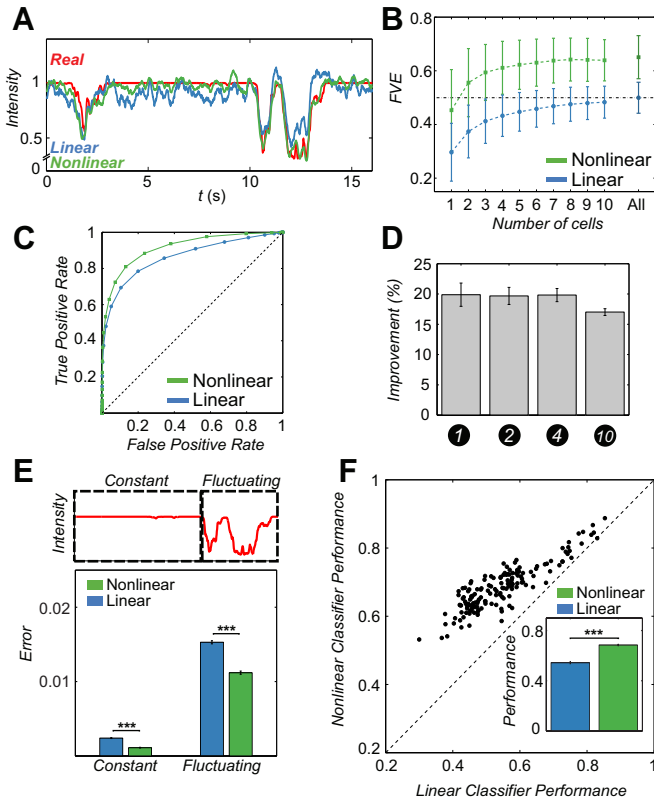 A
Real
Intensity
1
0.5
0
Linear
Nonlinear
0
5
10
15
t (s)
B
FVE
0.8
0.6
0.4
0.2
Nonlinear
Linear
1 2 3 4 5 6 7 8 9 10 All
Number of cells
C
True Positive Rate
1
0.8
0.6
0.4
0.2
Nonlinear
Linear
0.2 0.4 0.6 0.8 1
False Positive Rate
D
Improvement (%)
25
20
15
10
5
0
1 2 4 10
E
Constant Fluctuating
Intensity
Nonlinear
Linear
Error
0.02
0.01
***
***
Constant Fluctuating
F
Nonlinear Classifier Performance
1
0.8
0.6
0.4
0.2
Nonlinear
Linear
Performance
0.8
0.4
0
***
0.2 0.4 0.6 0.8 1
Linear Classifier Performance